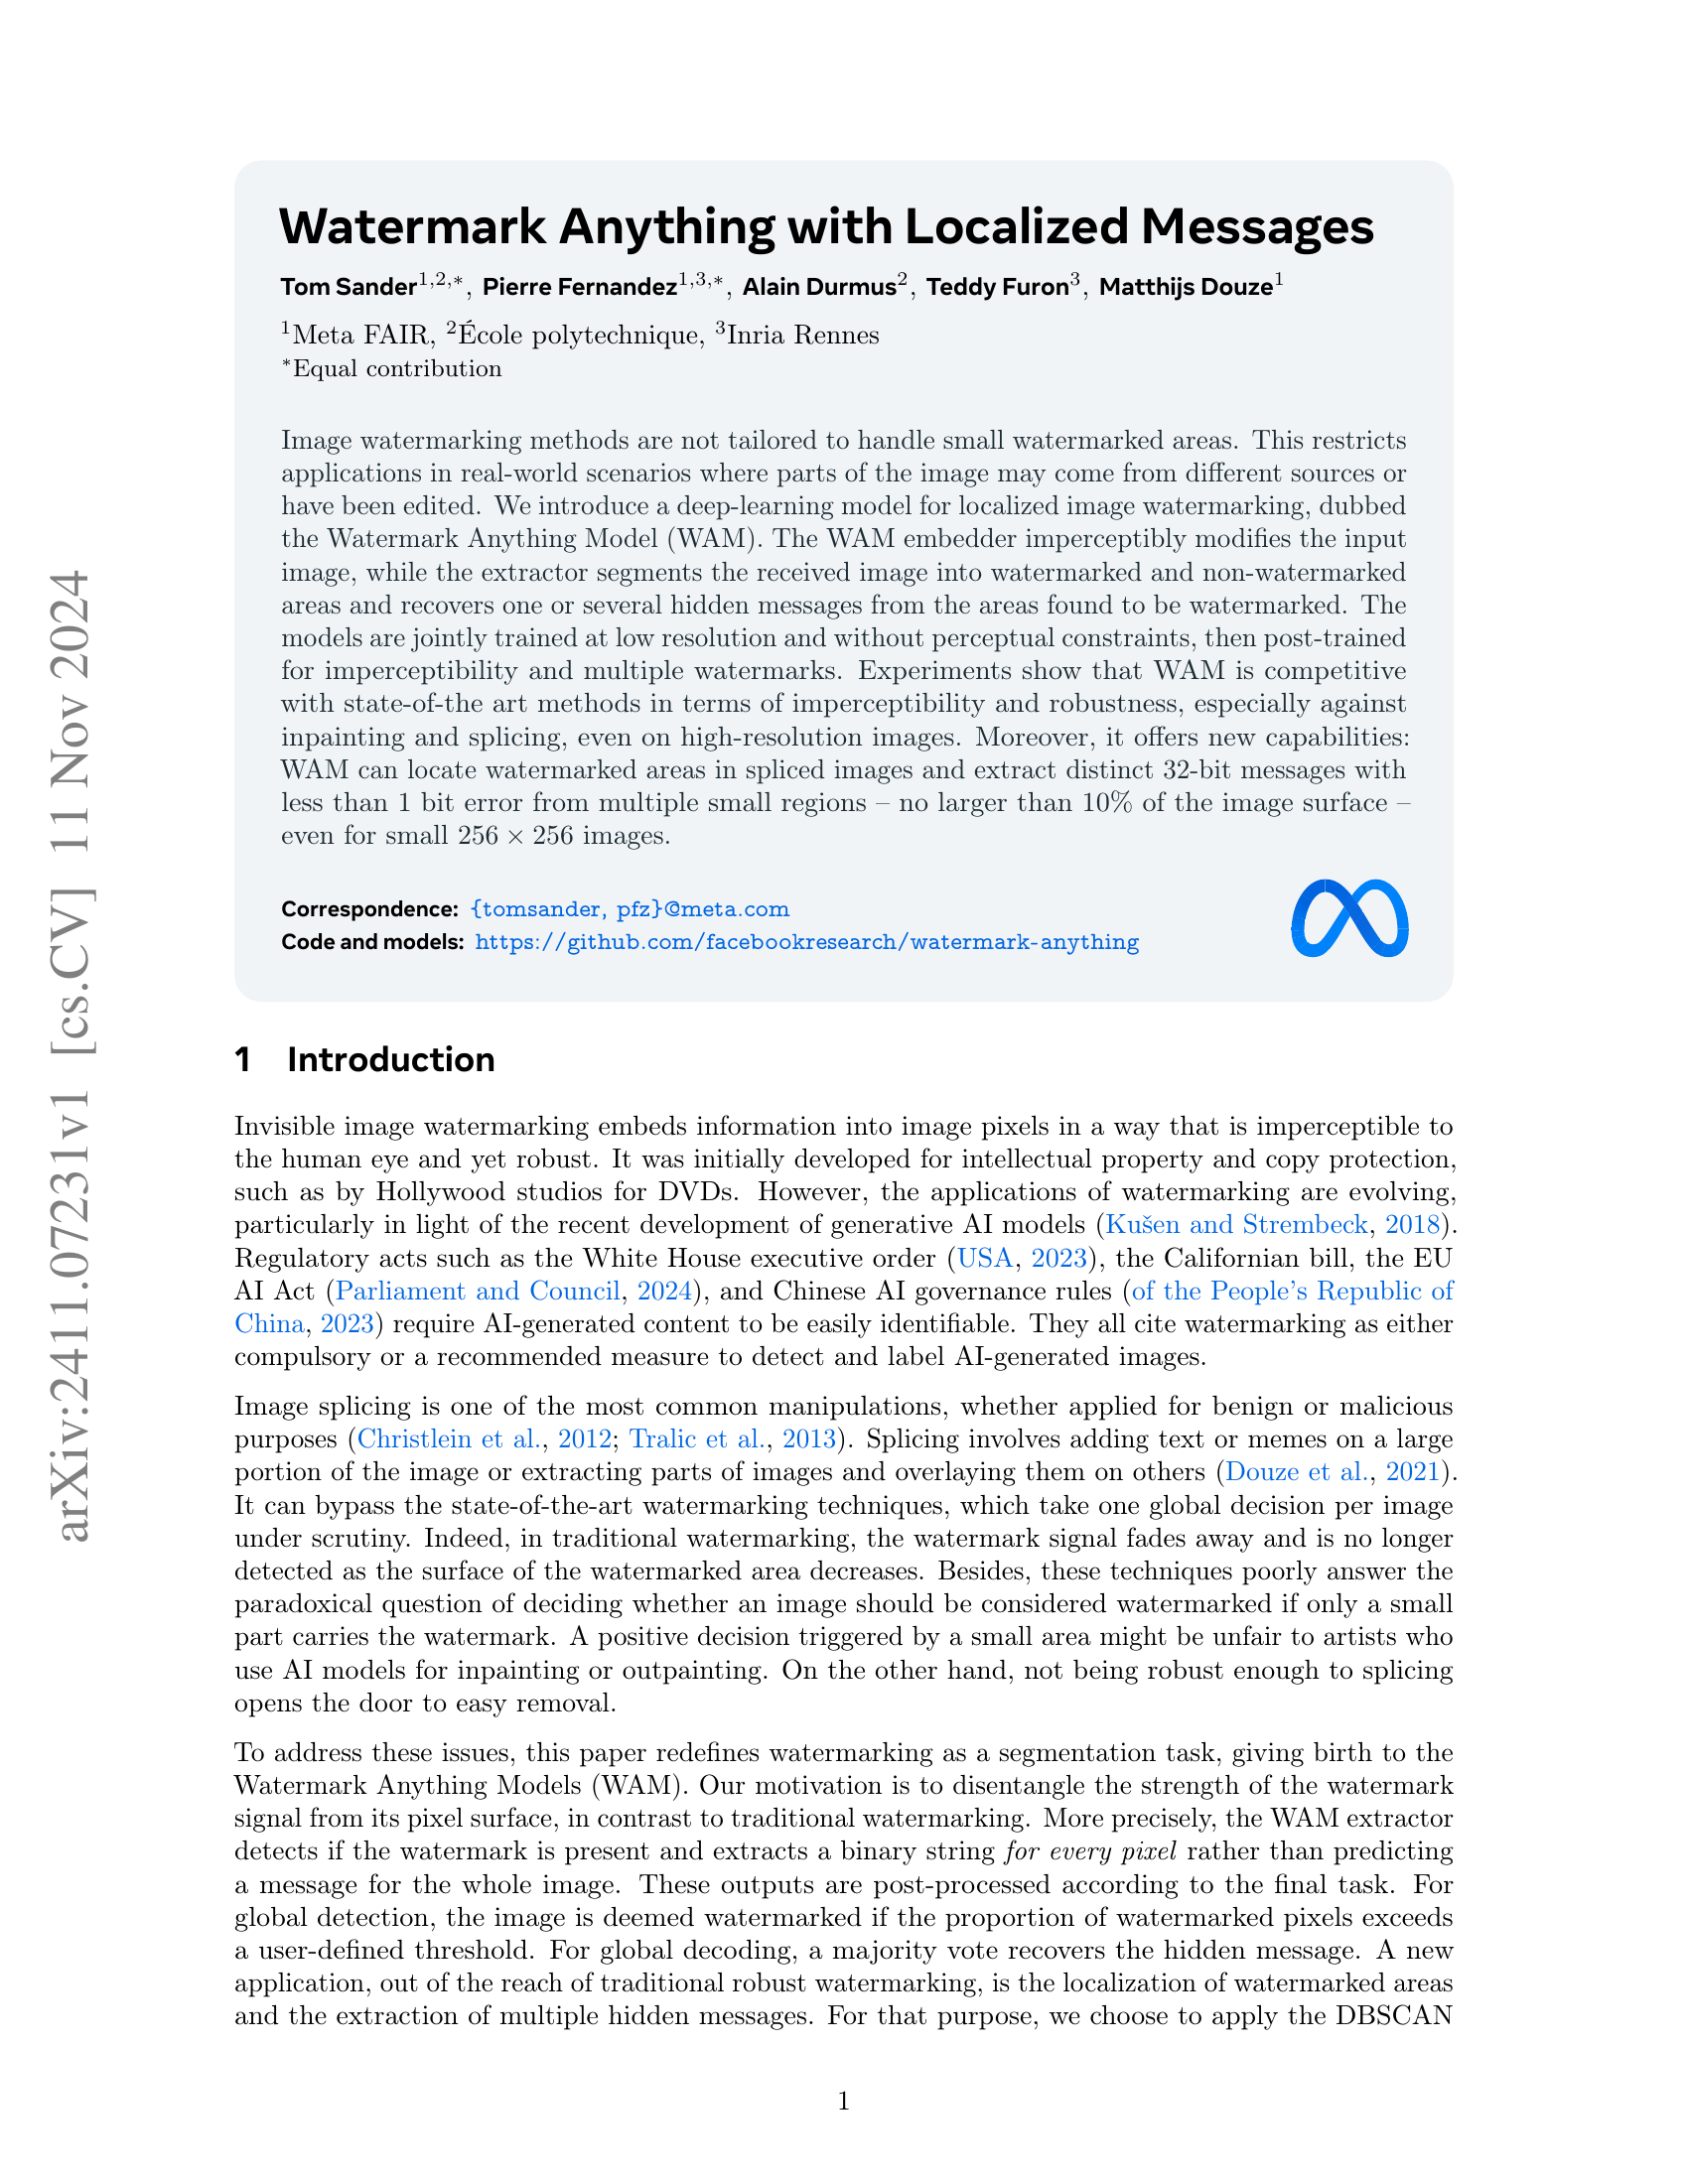 arXiv:2411.07231v1 [cs.CV] 11 Nov 2024
Watermark Anything with Localized Messages
Tom Sander1,2,∗, Pierre Fernandez1,3,∗, Alain Durmus2, Teddy Furon3, Matthijs Douze1
1Meta FAIR, 2École polytechnique, 3Inria Rennes
∗Equal contribution
Image watermarking methods are not tailored to handle small watermarked areas. This restricts
applications in real-world scenarios where parts of the image may come from different sources or
have been edited. We introduce a deep-learning model for localized image watermarking, dubbed
the Watermark Anything Model (WAM). The WAM embedder imperceptibly modifies the input
image, while the extractor segments the received image into watermarked and non-watermarked
areas and recovers one or several hidden messages from the areas found to be watermarked. The
models are jointly trained at low resolution and without perceptual constraints, then post-trained
for imperceptibility and multiple watermarks. Experiments show that WAM is competitive
with state-of-the art methods in terms of imperceptibility and robustness, especially against
inpainting and splicing, even on high-resolution images. Moreover, it offers new capabilities:
WAM can locate watermarked areas in spliced images and extract distinct 32-bit messages with
less than 1 bit error from multiple small regions – no larger than 10% of the image surface –
even for small 256 × 256 images.
Correspondence: {tomsander, pfz}@meta.com
Code and models: https://github.com/facebookresearch/watermark-anything
1 Introduction
Invisible image watermarking embeds information into image pixels in a way that is imperceptible to
the human eye and yet robust. It was initially developed for intellectual property and copy protection,
such as by Hollywood studios for DVDs. However, the applications of watermarking are evolving,
particularly in light of the recent development of generative AI models (Kušen and Strembeck, 2018).
Regulatory acts such as the White House executive order (USA, 2023), the Californian bill, the EU
AI Act (Parliament and Council, 2024), and Chinese AI governance rules (of the People's Republic of
China, 2023) require AI-generated content to be easily identifiable. They all cite watermarking as either
compulsory or a recommended measure to detect and label AI-generated images.
Image splicing is one of the most common manipulations, whether applied for benign or malicious
purposes (Christlein et al., 2012; Tralic et al., 2013). Splicing involves adding text or memes on a large
portion of the image or extracting parts of images and overlaying them on others (Douze et al., 2021).
It can bypass the state-of-the-art watermarking techniques, which take one global decision per image
under scrutiny. Indeed, in traditional watermarking, the watermark signal fades away and is no longer
detected as the surface of the watermarked area decreases. Besides, these techniques poorly answer the
paradoxical question of deciding whether an image should be considered watermarked if only a small
part carries the watermark. A positive decision triggered by a small area might be unfair to artists who
use AI models for inpainting or outpainting. On the other hand, not being robust enough to splicing
opens the door to easy removal.
To address these issues, this paper redefines watermarking as a segmentation task, giving birth to the
Watermark Anything Models (WAM). Our motivation is to disentangle the strength of the watermark
signal from its pixel surface, in contrast to traditional watermarking. More precisely, the WAM extractor
detects if the watermark is present and extracts a binary string for every pixel rather than predicting
a message for the whole image. These outputs are post-processed according to the final task. For
global detection, the image is deemed watermarked if the proportion of watermarked pixels exceeds
a user-defined threshold. For global decoding, a majority vote recovers the hidden message. A new
application, out of the reach of traditional robust watermarking, is the localization of watermarked areas
and the extraction of multiple hidden messages. For that purpose, we choose to apply the DBSCAN
1